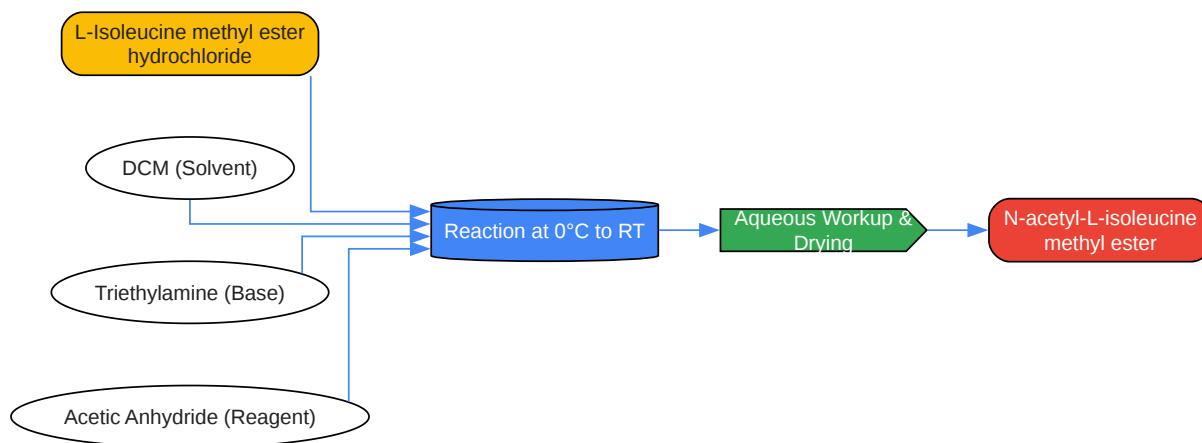 L-Isoleucine methyl ester
hydrochloride
DCM (Solvent)
Triethylamine (Base)
Acetic Anhydride (Reagent)
Reaction at 0°C to RT
Aqueous Workup &
Drying
N-acetyl-L-isoleucine
methyl ester